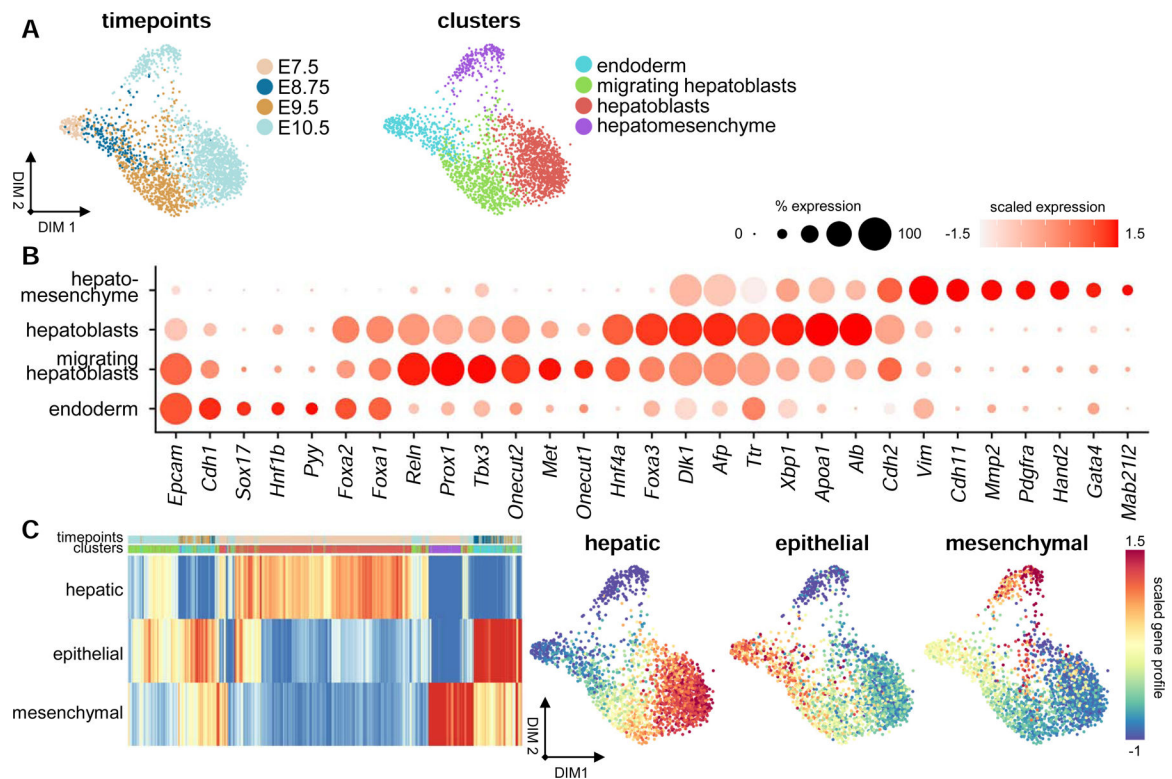 A
timepoints
clusters
E7.5
E8.75
E9.5
E10.5
endoderm
migrating hepatoblasts
hepatoblasts
hepatomesenchyme
DIM 2
DIM 1
% expression
0
100
scaled expression
-1.5
1.5
B
hepato-
mesenchyme
hepatoblasts
migrating
hepatoblasts
endoderm
Epcam
Cdh1
Sox17
Hnf1b
Pyy
Foxa2
Foxa1
Reln
Prox1
Tbx3
Onecut2
Met
Onecut1
Hnf4a
Foxa3
Dlk1
Afp
Ttr
Xbp1
Apoa1
Alb
Cdh2
Vim
Cdh11
Mmp2
Pdgfra
Hand2
Gata4
Mab21l2
C
timepoints
clusters
hepatic
epithelial
mesenchymal
hepatic
epithelial
mesenchymal
DIM 2
DIM1
1.5
scaled gene profile
-1